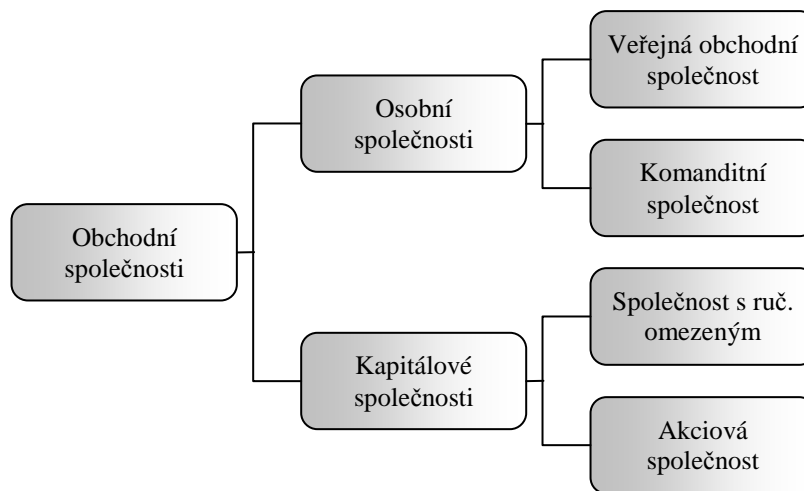 Obchodní
společnosti
Osobní
společnosti
Veřejná obchodní
společnost
Komanditní
společnost
Kapitálové
společnosti
Společnost s ruč.
omezeným
Akciová
společnost